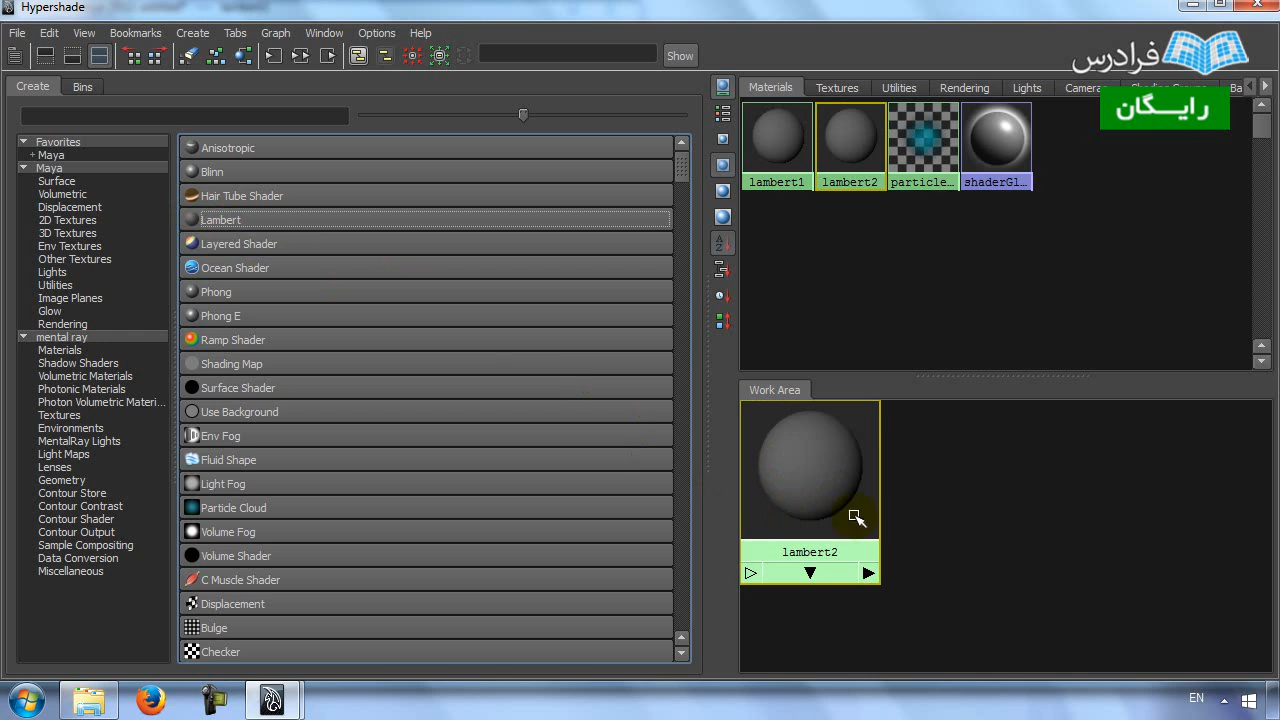 Hypershade
File Edit View Bookmarks Create Tabs Graph Window Options Help
Show
فرادرس
رایگان
Create Bins
Materials Textures Utilities Rendering Lights Cameras Ba
Favorites
+ Maya
Maya
Surface
Volumetric
Displacement
2D Textures
3D Textures
Env Textures
Other Textures
Lights
Utilities
Image Planes
Glow
Rendering
mental ray
Materials
Shadow Shaders
Volumetric Materials
Photonic Materials
Photon Volumetric Materi...
Textures
Environments
MentalRay Lights
Light Maps
Lenses
Geometry
Contour Store
Contour Contrast
Contour Shader
Contour Output
Sample Compositing
Data Conversion
Miscellaneous
Anisotropic
Blinn
Hair Tube Shader
Lambert
Layered Shader
Ocean Shader
Phong
Phong E
Ramp Shader
Shading Map
Surface Shader
Use Background
Env Fog
Fluid Shape
Light Fog
Particle Cloud
Volume Fog
Volume Shader
C Muscle Shader
Displacement
Bulge
Checker
lambert1 lambert2 particle... shaderGl...
Work Area
lambert2
EN